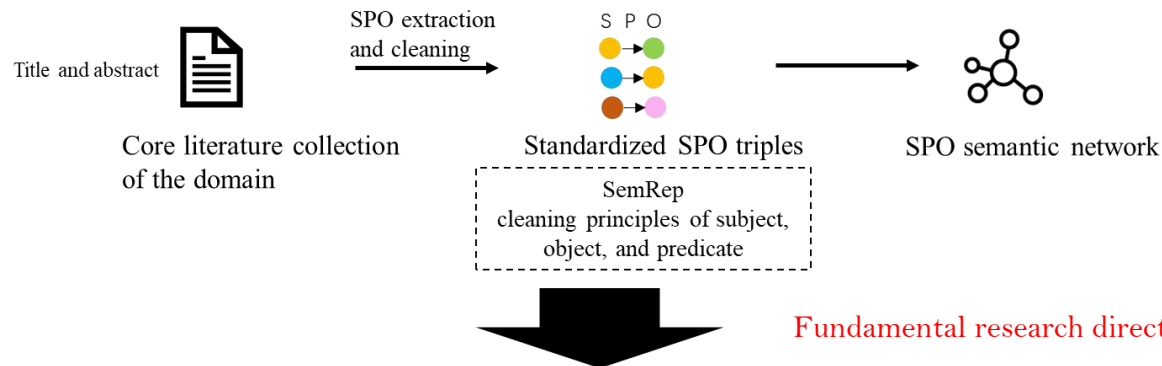 SPO extraction
and cleaning
S P O
Title and abstract
Core literature collection
of the domain
Standardized SPO triples
SPO semantic network
SemRep
cleaning principles of subject,
object, and predicate
Fundamental research direct